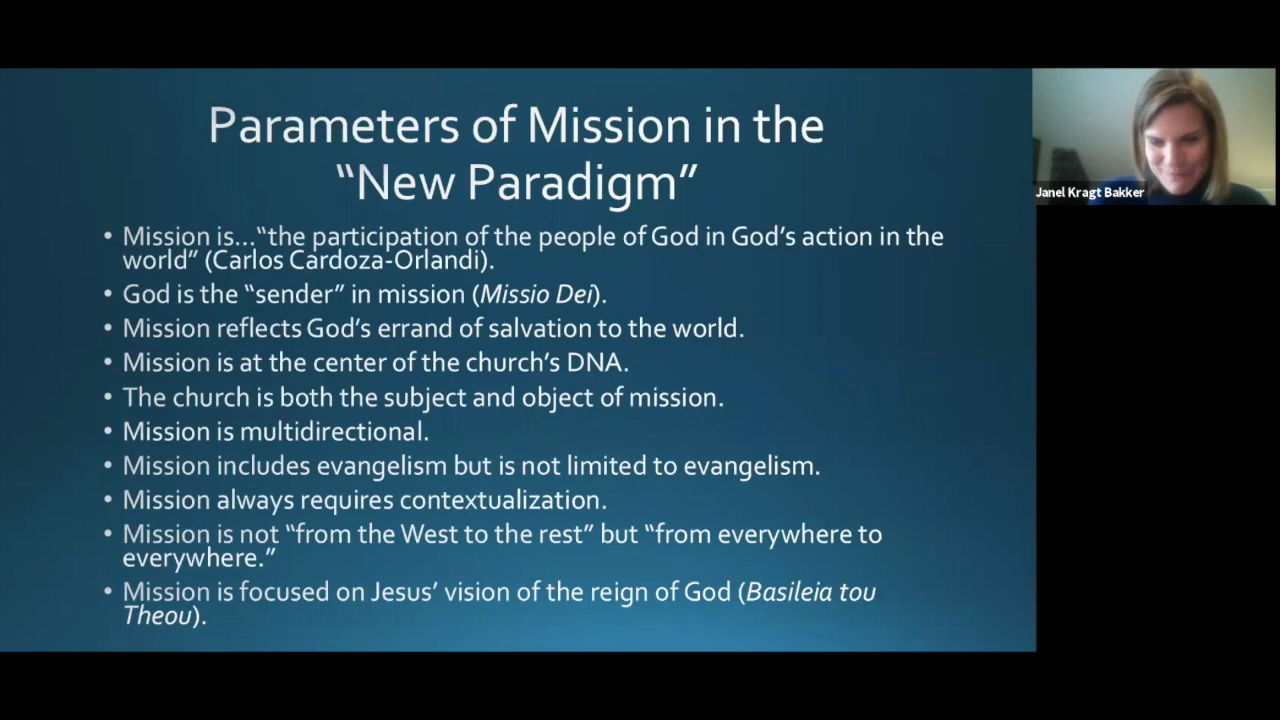 Parameters of Mission in the
“New Paradigm”
• Mission is...“the participation of the people of God in God’s action in the
world” (Carlos Cardoza-Orlandi).
• God is the “sender” in mission (Missio Dei).
• Mission reflects God’s errand of salvation to the world.
• Mission is at the center of the church’s DNA.
• The church is both the subject and object of mission.
• Mission is multidirectional.
• Mission includes evangelism but is not limited to evangelism.
• Mission always requires contextualization.
• Mission is not “from the West to the rest” but “from everywhere to
everywhere.”
• Mission is focused on Jesus’ vision of the reign of God (Basileia tou
Theou).
Janel Kragt Bakker